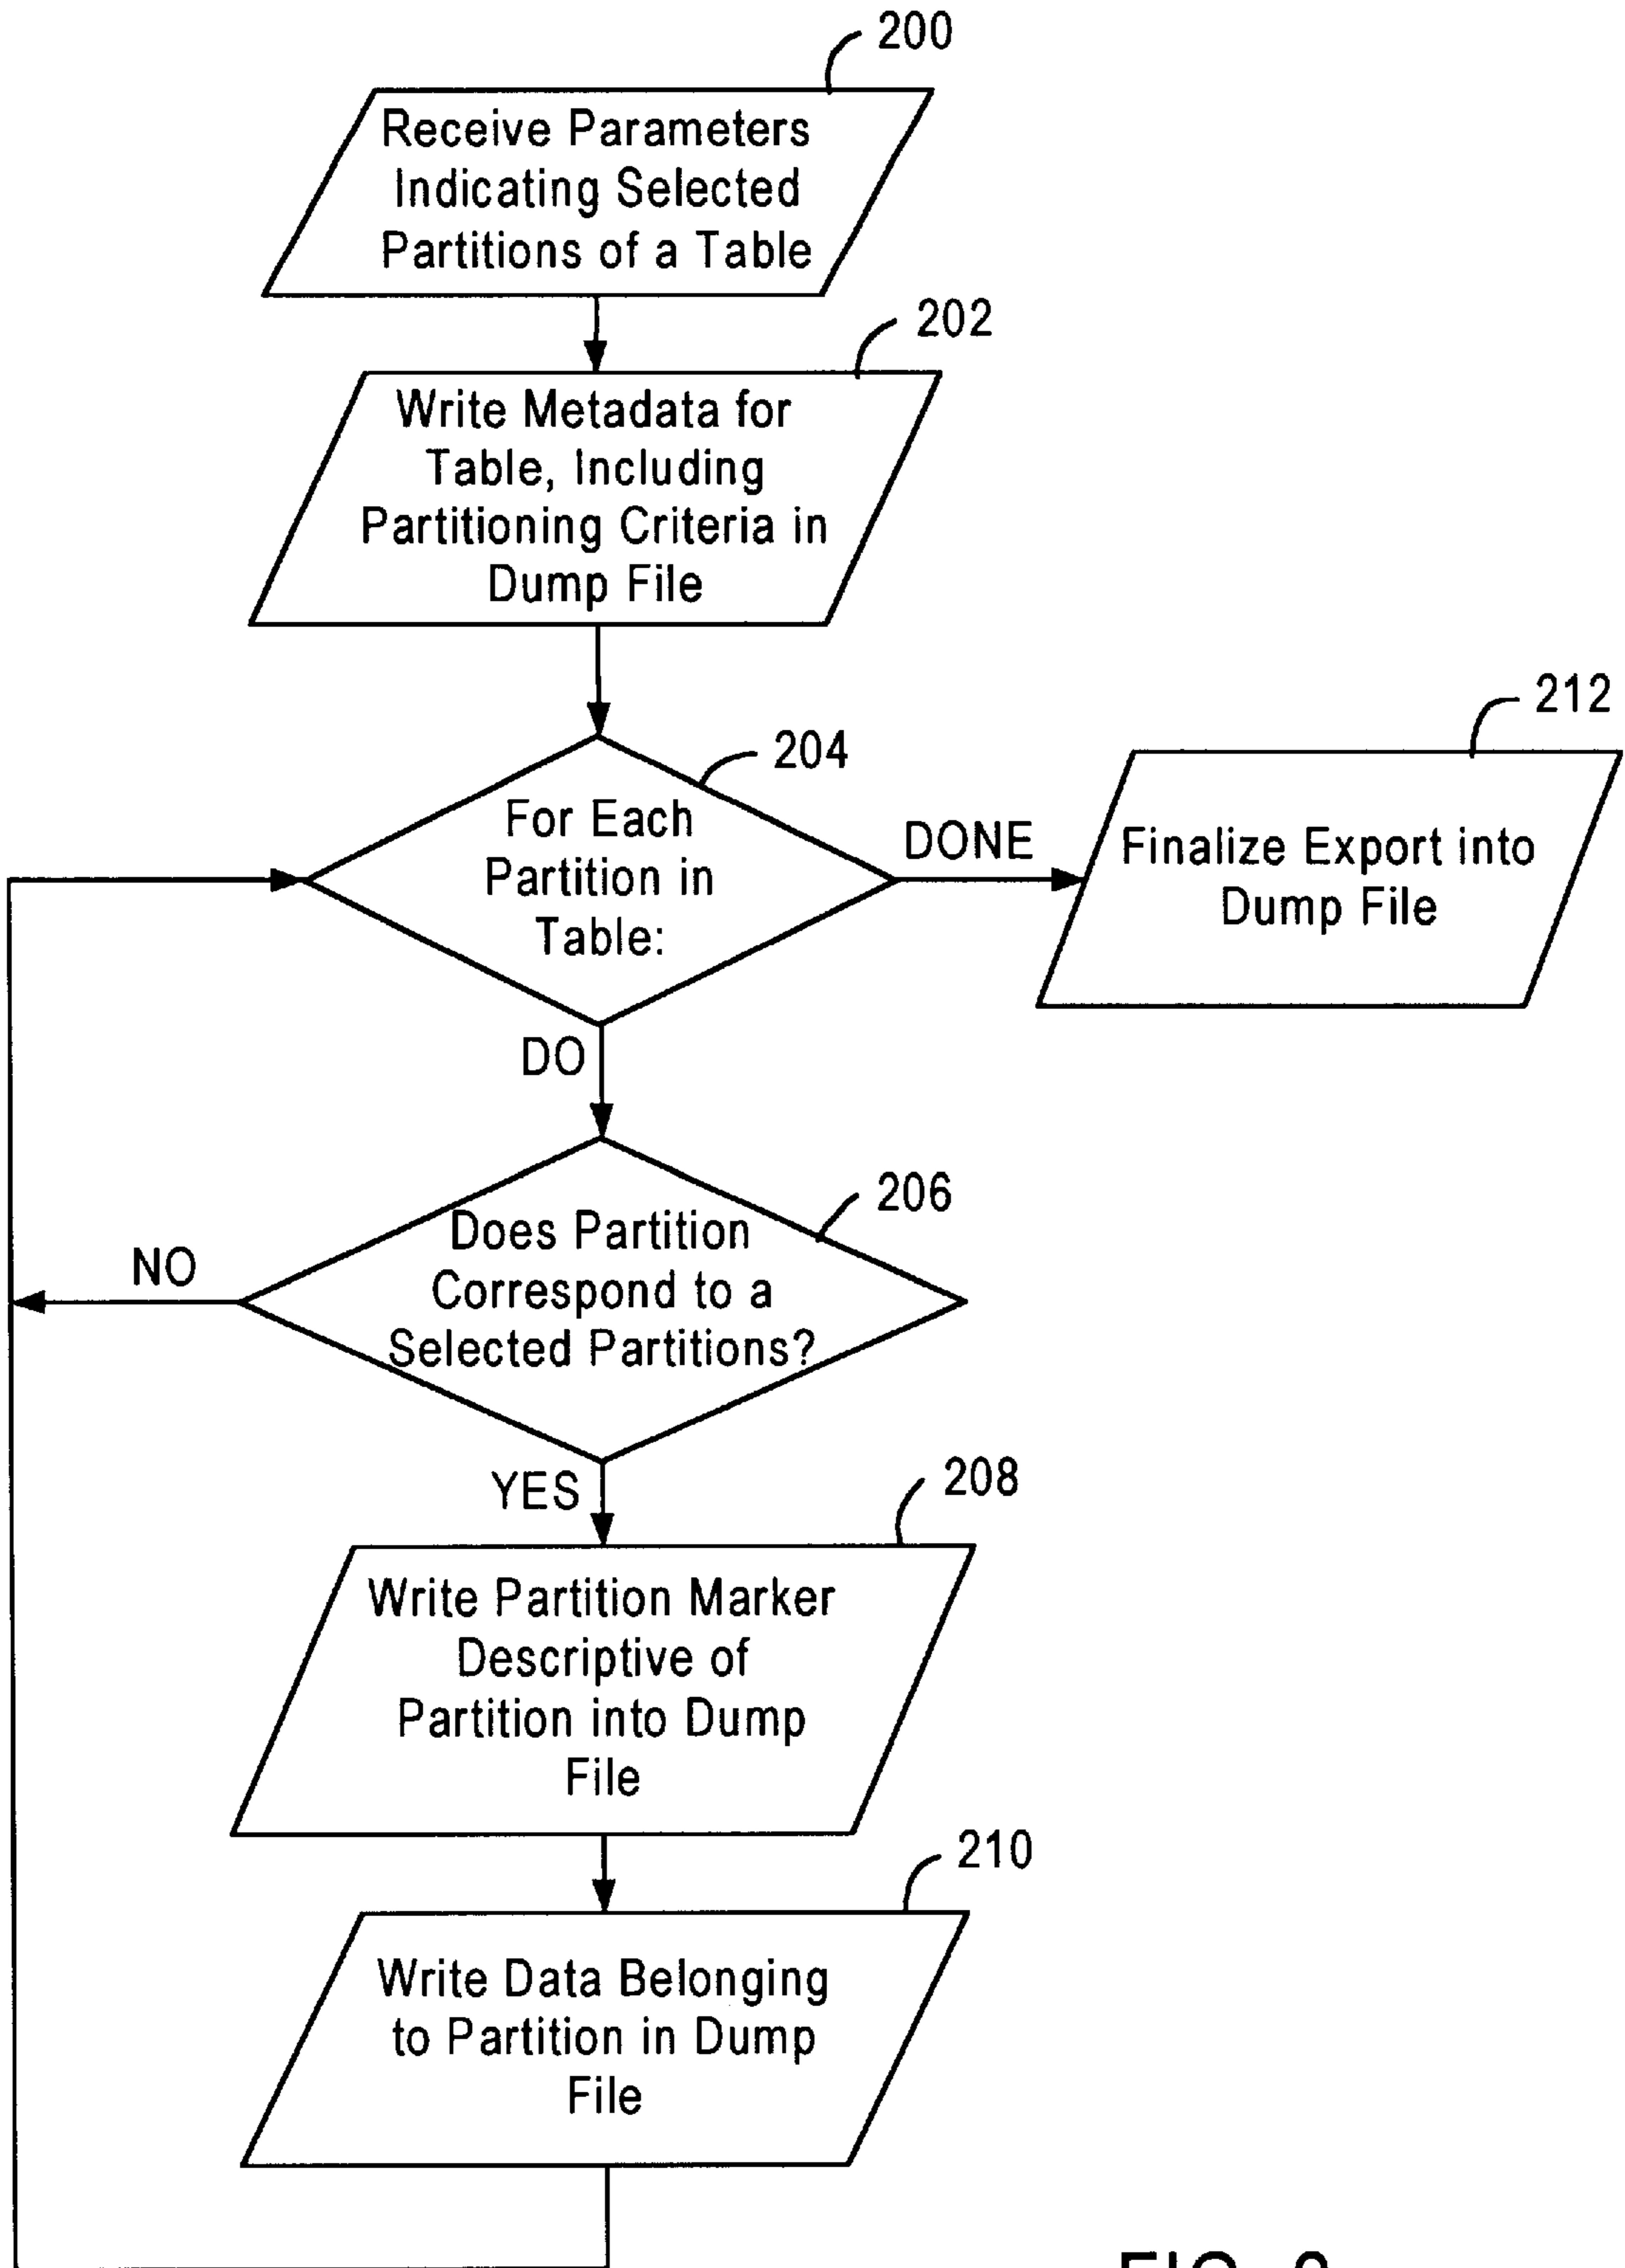 200
Receive Parameters
Indicating Selected
Partitions of a Table
202
Write Metadata for
Table, Including
Partitioning Criteria in
Dump File
212
204
For Each
Partition in
Table:
DONE
Finalize Export into
Dump File
DO
206
Does Partition
Correspond to a
Selected Partitions?
NO
YES
208
Write Partition Marker
Descriptive of
Partition into Dump
File
210
Write Data Belonging
to Partition in Dump
File